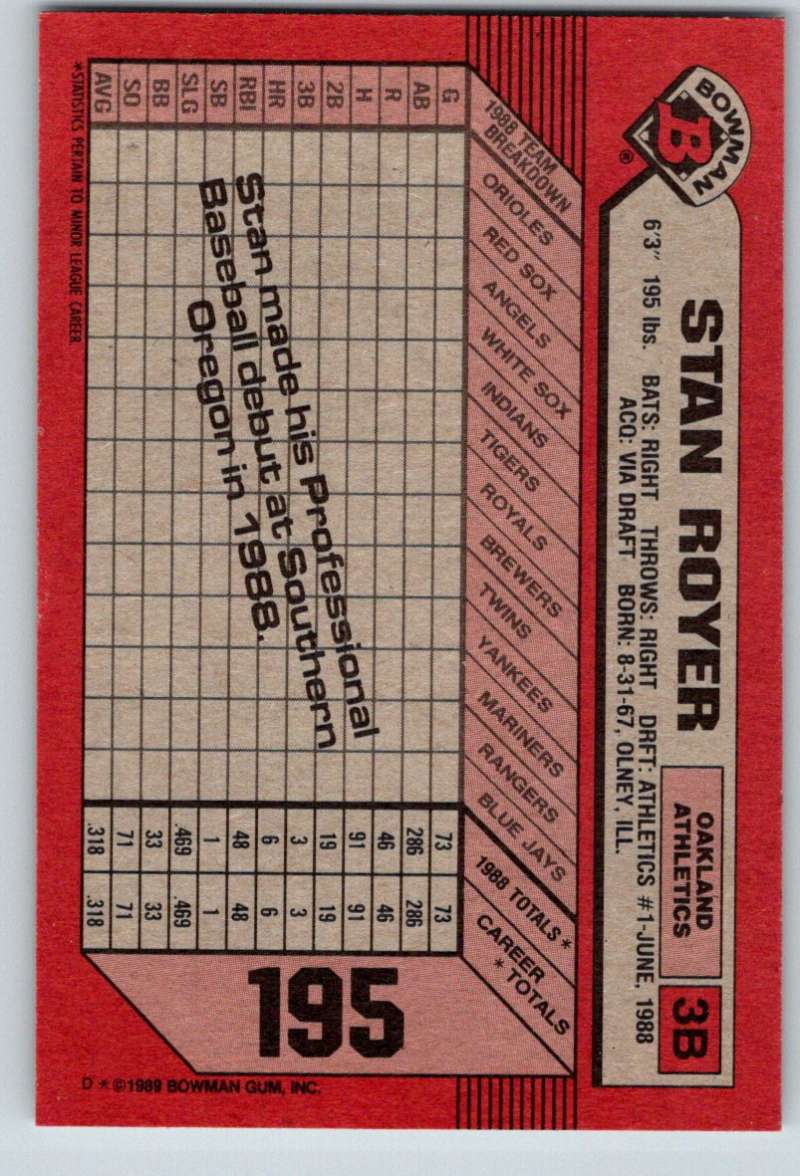 BOWMAN
B
®
STAN ROYER
OAKLAND
ATHLETICS
3B
6'3" 195 lbs. BATS: RIGHT THROWS: RIGHT DRFT: ATHLETICS #1-JUNE, 1988
ACQ: VIA DRAFT BORN: 8-31-67, OLNEY, ILL.
1988 TEAM
BREAKDOWN
ORIOLES
RED SOX
ANGELS
WHITE SOX
INDIANS
TIGERS
ROYALS
BREWERS
TWINS
YANKEES
MARINERS
RANGERS
BLUE JAYS
1988 TOTALS *
CAREER
* TOTALS
G 73 73
AB 286 286
R 46 46
H 91 91
2B 19 19
3B 3 3
HR 6 6
RBI 48 48
SB 1 1
SLG .469 .469
BB 33 33
SO 71 71
AVG .318 .318
Stan made his Professional
Baseball debut at Southern
Oregon in 1988.
195
*STATISTICS PERTAIN TO MINOR LEAGUE CAREER
D * ©1989 BOWMAN GUM, INC.